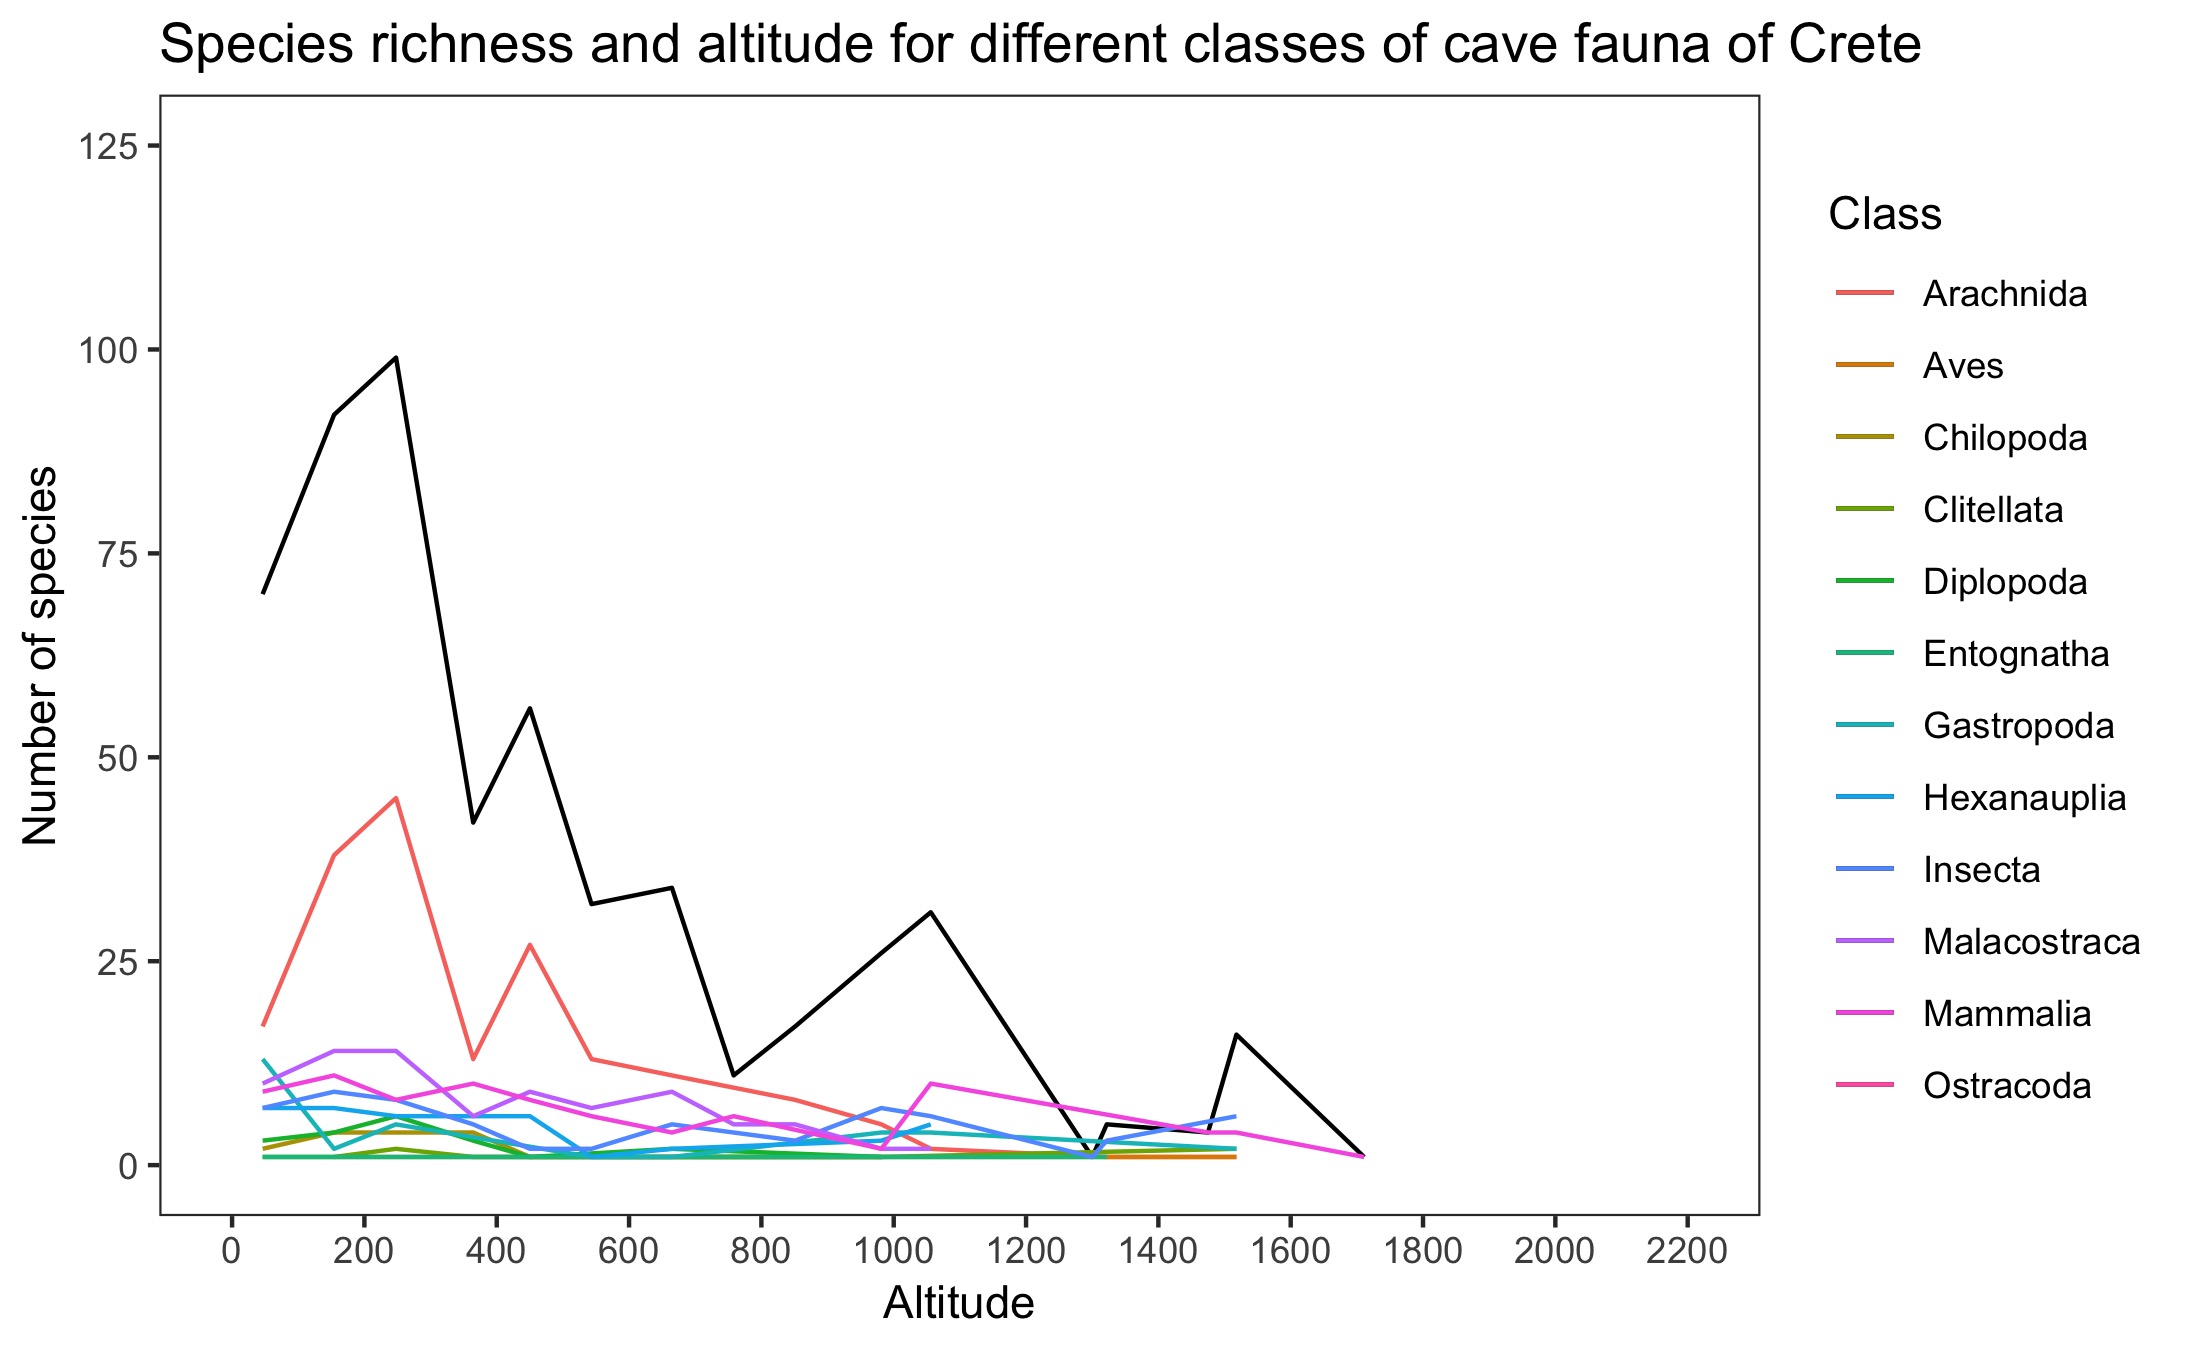 Species richness and altitude for different classes of cave fauna of Crete
125
100
75
50
25
0
Number of species
0 200 400 600 800 1000 1200 1400 1600 1800 2000 2200
Altitude
Class
Arachnida
Aves
Chilopoda
Clitellata
Diplopoda
Entognatha
Gastropoda
Hexanauplia
Insecta
Malacostraca
Mammalia
Ostracoda